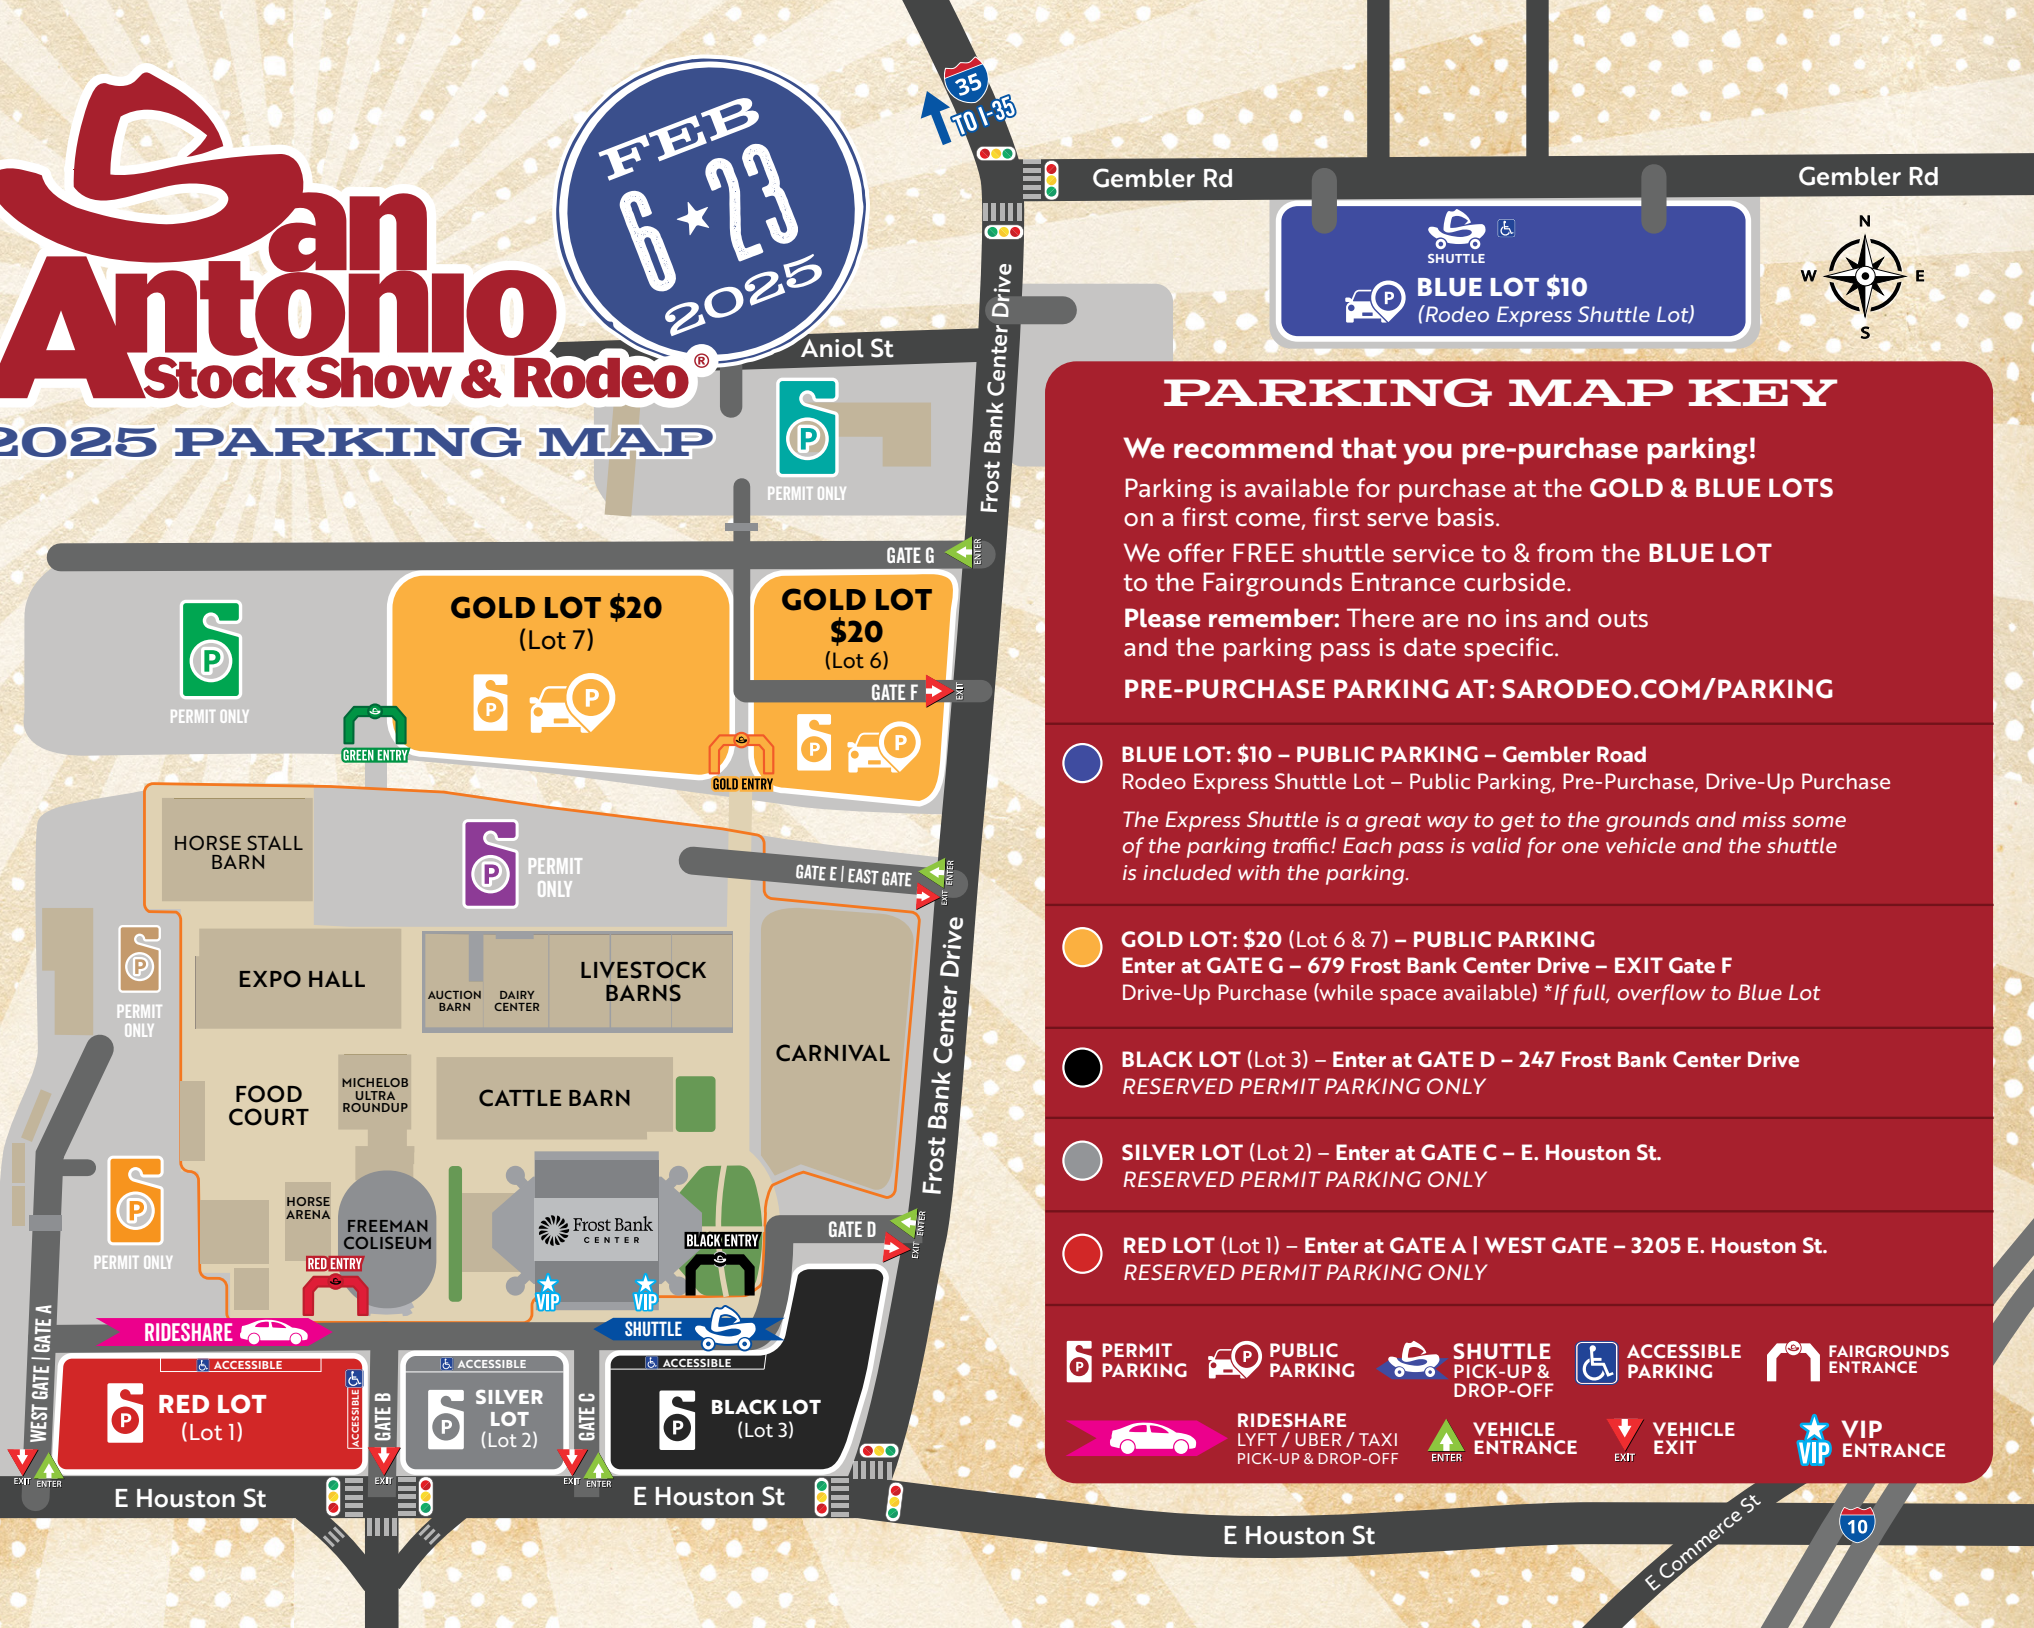 San
Antonio
Stock Show & Rodeo®
2025 PARKING MAP
FEB
6 ★ 23
2025
35
TO I-35
Gembler Rd
Gembler Rd
SHUTTLE
P
BLUE LOT $10
(Rodeo Express Shuttle Lot)
N
W
E
S
Aniol St
Frost Bank Center Drive
P
PERMIT ONLY
GATE G
ENTER
P
PERMIT ONLY
GOLD LOT $20
(Lot 7)
P
P
GOLD LOT
$20
(Lot 6)
GATE F
EXIT
P
P
GREEN ENTRY
GOLD ENTRY
HORSE STALL
BARN
P
PERMIT
ONLY
GATE E | EAST GATE
ENTER
EXIT
P
PERMIT
ONLY
EXPO HALL
AUCTION
BARN
DAIRY
CENTER
LIVESTOCK
BARNS
CARNIVAL
Frost Bank Center Drive
FOOD
COURT
MICHELOB
ULTRA
ROUNDUP
CATTLE BARN
P
PERMIT ONLY
HORSE
ARENA
FREEMAN
COLISEUM
RED ENTRY
Frost Bank
CENTER
VIP
VIP
BLACK ENTRY
GATE D
ENTER
EXIT
WEST GATE | GATE A
RIDESHARE
SHUTTLE
ACCESSIBLE
ACCESSIBLE
P
RED LOT
(Lot 1)
GATE B
ACCESSIBLE
P
SILVER
LOT
(Lot 2)
GATE C
ACCESSIBLE
P
BLACK LOT
(Lot 3)
EXIT
ENTER
EXIT
EXIT
ENTER
E Houston St
E Houston St
E Houston St
E Commerce St
10
PARKING MAP KEY
We recommend that you pre-purchase parking!
Parking is available for purchase at the GOLD & BLUE LOTS
on a first come, first serve basis.
We offer FREE shuttle service to & from the BLUE LOT
to the Fairgrounds Entrance curbside.
Please remember: There are no ins and outs
and the parking pass is date specific.
PRE-PURCHASE PARKING AT: SARODEO.COM/PARKING
BLUE LOT: $10 – PUBLIC PARKING – Gembler Road
Rodeo Express Shuttle Lot – Public Parking, Pre-Purchase, Drive-Up Purchase
The Express Shuttle is a great way to get to the grounds and miss some
of the parking traffic! Each pass is valid for one vehicle and the shuttle
is included with the parking.
GOLD LOT: $20 (Lot 6 & 7) – PUBLIC PARKING
Enter at GATE G – 679 Frost Bank Center Drive – EXIT Gate F
Drive-Up Purchase (while space available) *If full, overflow to Blue Lot
BLACK LOT (Lot 3) – Enter at GATE D – 247 Frost Bank Center Drive
RESERVED PERMIT PARKING ONLY
SILVER LOT (Lot 2) – Enter at GATE C – E. Houston St.
RESERVED PERMIT PARKING ONLY
RED LOT (Lot 1) – Enter at GATE A | WEST GATE – 3205 E. Houston St.
RESERVED PERMIT PARKING ONLY
P
PERMIT
PARKING
P
PUBLIC
PARKING
SHUTTLE
PICK-UP &
DROP-OFF
ACCESSIBLE
PARKING
FAIRGROUNDS
ENTRANCE
RIDESHARE
LYFT / UBER / TAXI
PICK-UP & DROP-OFF
ENTER
VEHICLE
ENTRANCE
EXIT
VEHICLE
EXIT
VIP
VIP
ENTRANCE